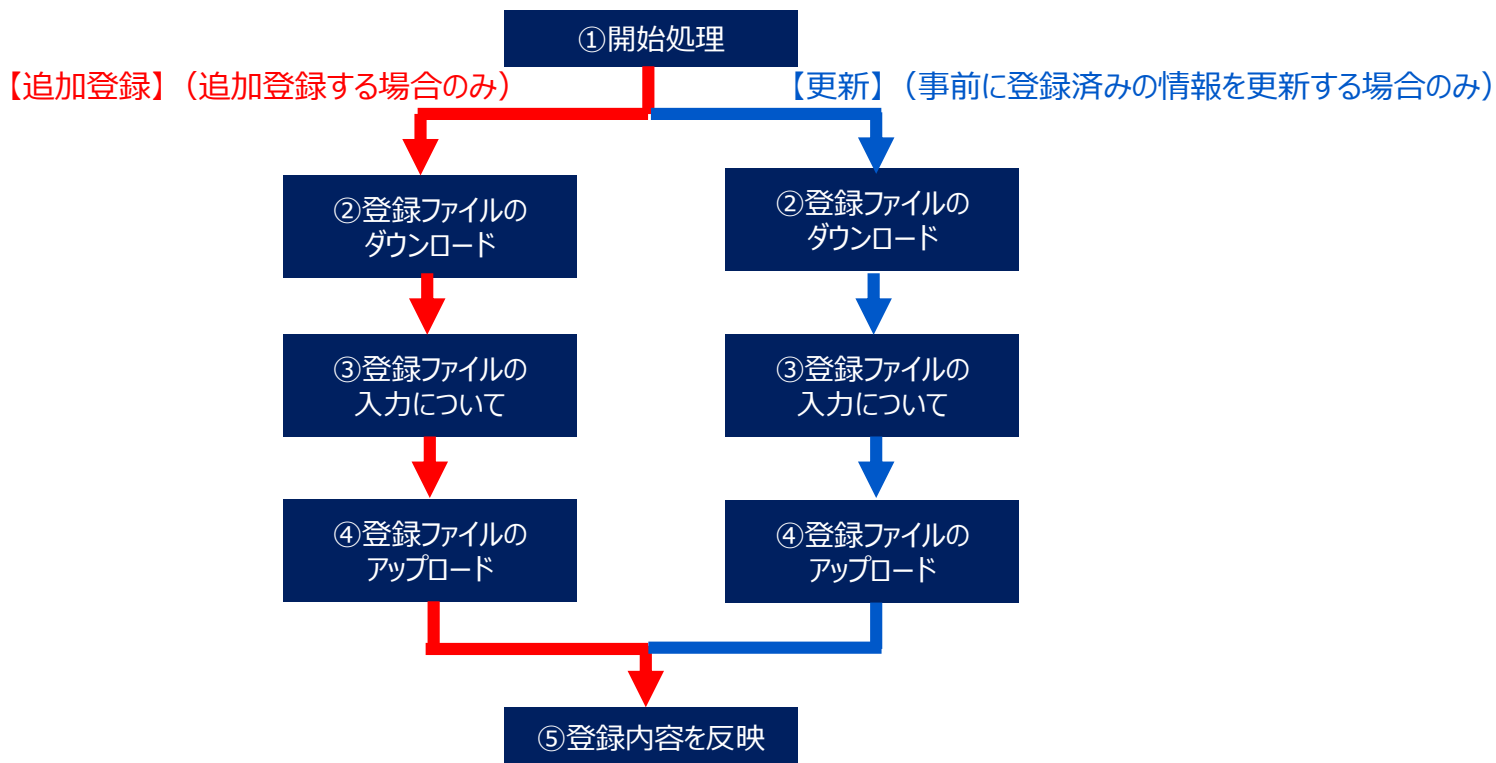 ①開始処理
【追加登録】（追加登録する場合のみ）
【更新】（事前に登録済みの情報を更新する場合のみ）
②登録ファイルの
ダウンロード
③登録ファイルの
入力について
④登録ファイルの
アップロード
②登録ファイルの
ダウンロード
③登録ファイルの
入力について
④登録ファイルの
アップロード
⑤登録内容を反映